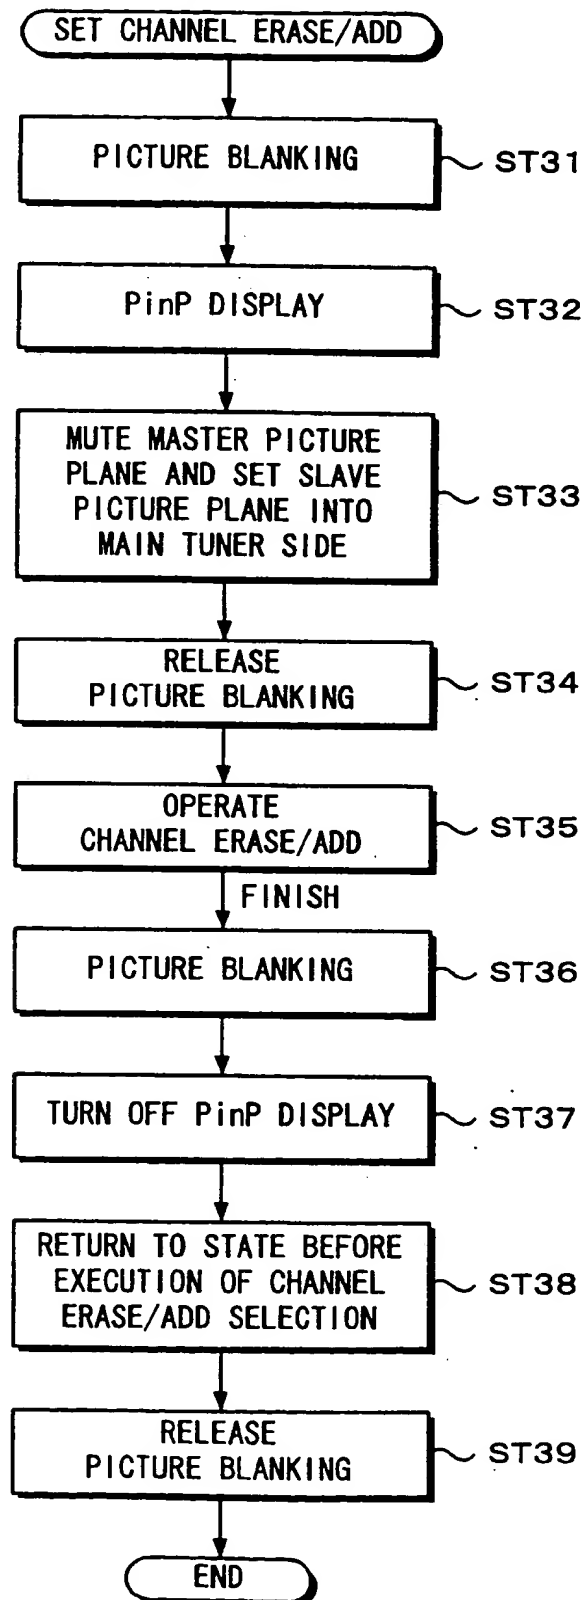 SET CHANNEL ERASE/ADD
PICTURE BLANKING
ST31
PinP DISPLAY
ST32
MUTE MASTER PICTURE
PLANE AND SET SLAVE
PICTURE PLANE INTO
MAIN TUNER SIDE
ST33
RELEASE
PICTURE BLANKING
ST34
OPERATE
CHANNEL ERASE/ADD
ST35
FINISH
PICTURE BLANKING
ST36
TURN OFF PinP DISPLAY
ST37
RETURN TO STATE BEFORE
EXECUTION OF CHANNEL
ERASE/ADD SELECTION
ST38
RELEASE
PICTURE BLANKING
ST39
END